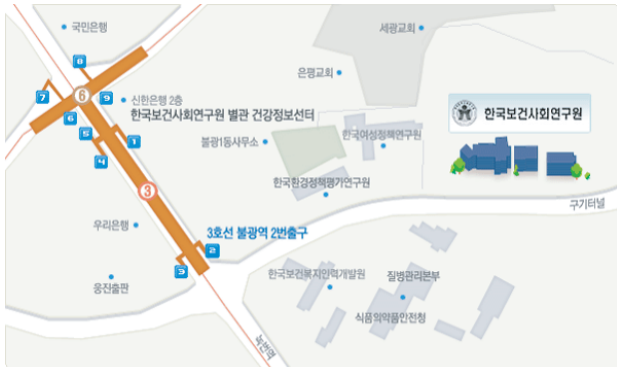 국민은행
세광교회
은평교회
8
7
6
9
신한은행 2층
한국보건사회연구원 별관 건강정보선터
한국보건사회연구원
6
5
1
4
불광1동사무소
한국여성정책연구원
한국환경정책평가연구원
3
구기터널
우리은행
3호선 불광역 2번출구
2
3
한국보건복지인력개발원
질병관리본부
웅진출판
식품의약품안전청
녹번역